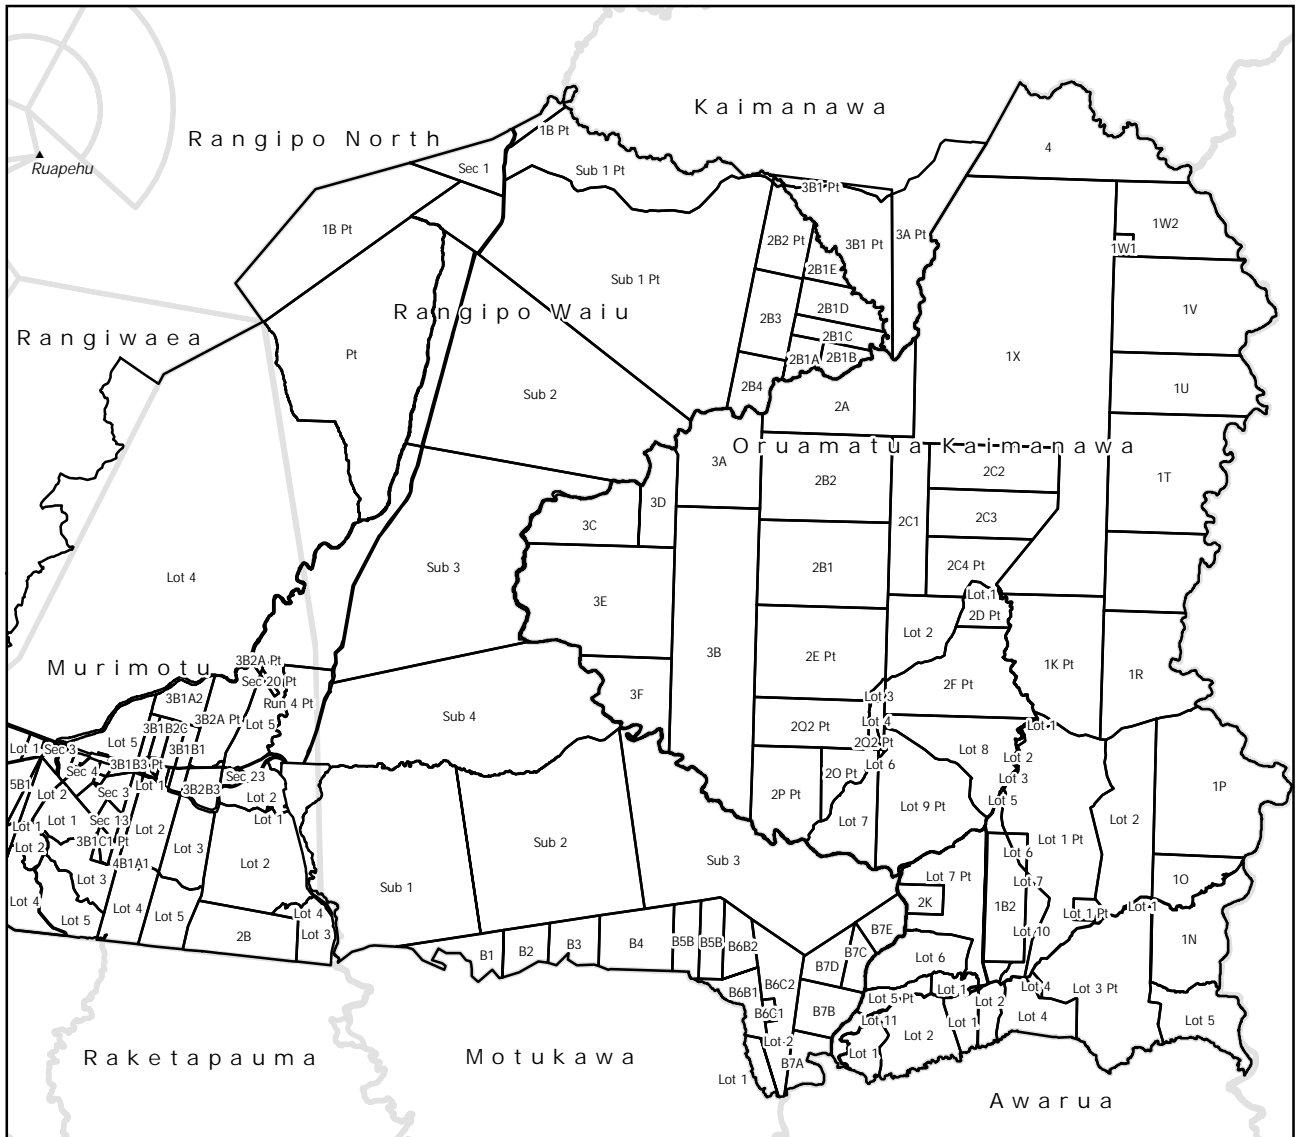 Kaimanawa
Rangipo North
1B Pt
4
Ruapehu
Sec 1
Sub 1 Pt
3B1 Pt
1B Pt
1W2
3A Pt
2B2 Pt
3B1 Pt
1W1
2B1E
Sub 1 Pt
2B1D
Rangipo Waiu
1V
2B3
Rangiwaea
2B1C
Pt
2B1A
2B1B
1X
2B4
1U
Sub 2
2A
Oruamatua Kaimanawa
3A
2C2
2B2
1T
3D
2C3
3C
2C1
2C4 Pt
Sub 3
2B1
Lot 4
Lot 1
3E
2D Pt
Lot 2
3B
2E Pt
3B2A Pt
1K Pt
Murimotu
1R
Sec 20 Pt
2F Pt
3F
3B1A2
Lot 3
Run 4 Pt
Sub 4
3B2A Pt
Lot 4
Lot 5
2Q2 Pt
Lot 1
3B1B2C
Lot 5
2Q2 Pt
Lot 1
Sec 3
3B1B1
Lot 8
Lot 2
3B1B3 Pt
Lot 6
Sec 4
2O Pt
Sec 23
Lot 3
5B1
Lot 1
1P
3B2B3
Sec 3
Lot 2
Lot 2
2P Pt
Lot 5
Lot 9 Pt
Lot 1
Sec 13
Lot 1
Lot 7
Lot 2
Lot 1
Lot 2
3B1C1 Pt
Lot 1 Pt
Sub 2
Lot 2
Lot 3
Lot 6
Sub 3
4B1A1
Lot 2
Lot 7 Pt
Lot 3
1O
Lot 7
Sub 1
Lot 4
2K
1B2
Lot 4
Lot 5
Lot 4
Lot 5
Lot 1 Pt
Lot 1
Lot 3
2B
B7E
Lot 10
1N
B1
B2
B3
B4
B5B
B5B
B6B2
B7C
Lot 6
B7D
B6C2
Lot 4
Lot 3 Pt
B6B1
Lot 1
Lot 5 Pt
Lot 2
B7B
B6C1
Lot 4
Lot 11
Lot 1
Lot 5
Lot 2
Lot 2
Raketapauma
Motukawa
Lot 1
B7A
Lot 1
Awarua